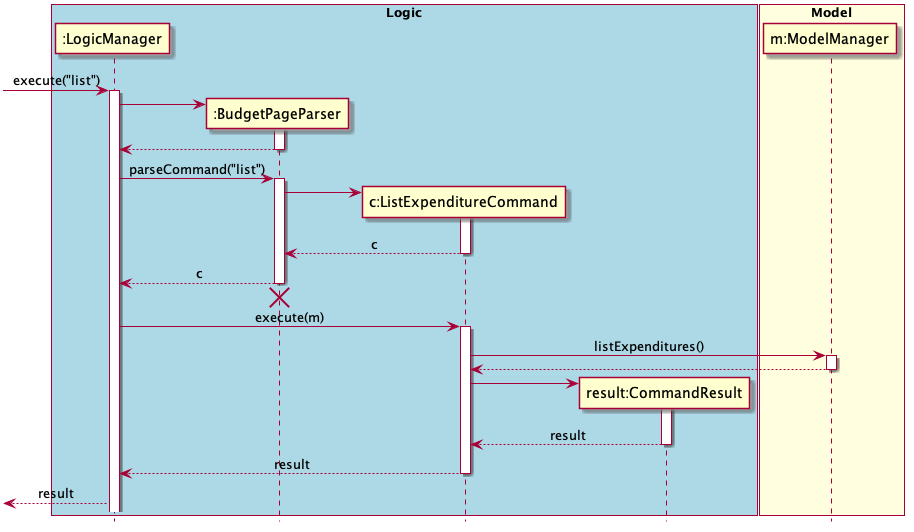 Logic
Model
:LogicManager
m:ModelManager
execute("list")
:BudgetPageParser
parseCommand("list")
c:ListExpenditureCommand
c
c
execute(m)
listExpenditures()
result:CommandResult
result
result
result